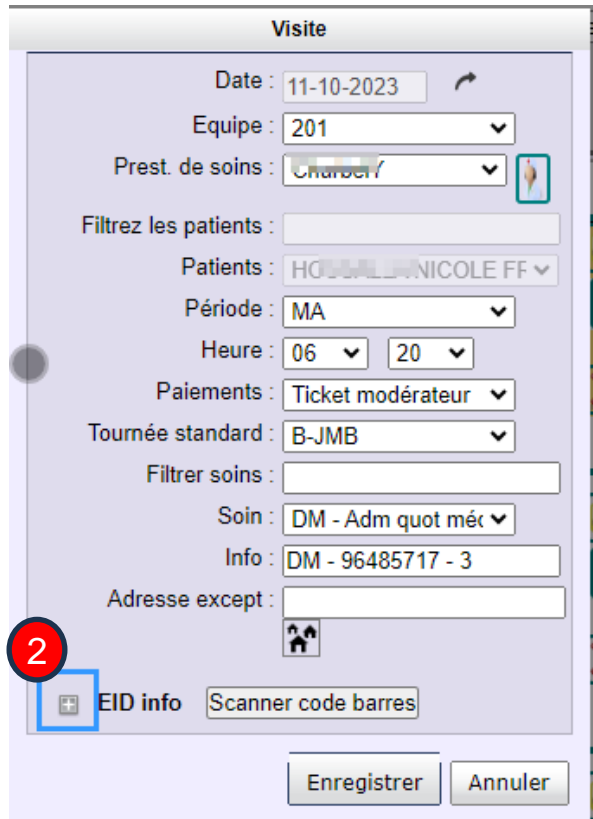 Visite
Date : 11-10-2023
Equipe : 201
Prest. de soins :
Filtrez les patients :
Patients : NICOLE FR
Période : MA
Heure : 06 20
Paiements : Ticket modérateur
Tournée standard : B-JMB
Filtrer soins :
Soin : DM - Adm quot méc
Info : DM - 96485717 - 3
Adresse except :
2
EID info Scanner code barres
Enregistrer Annuler